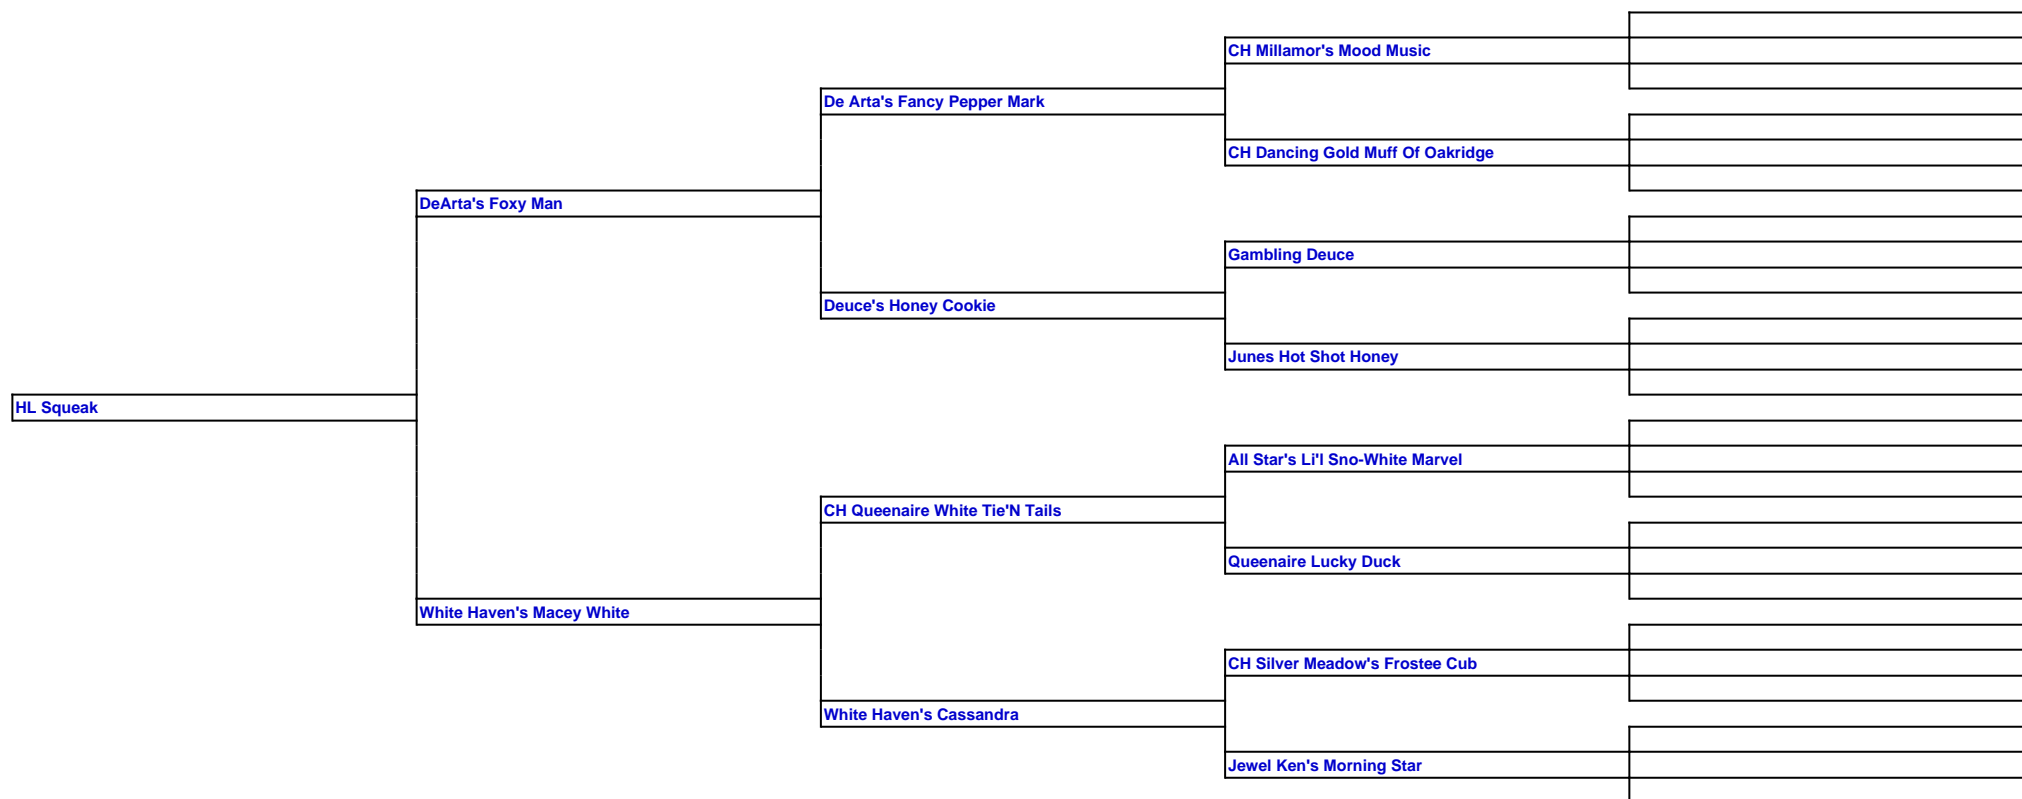 CH Millamor's Mood Music
De Arta's Fancy Pepper Mark
CH Dancing Gold Muff Of Oakridge
DeArta's Foxy Man
Gambling Deuce
Deuce's Honey Cookie
Junes Hot Shot Honey
HL Squeak
All Star's Li'l Sno-White Marvel
CH Queenaire White Tie'N Tails
Queenaire Lucky Duck
White Haven's Macey White
CH Silver Meadow's Frostee Cub
White Haven's Cassandra
Jewel Ken's Morning Star